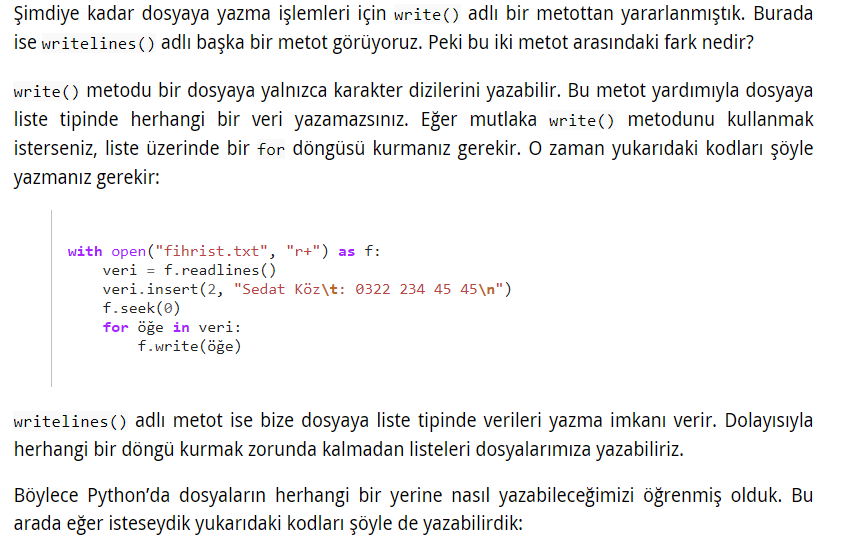 Şimdiye kadar dosyaya yazma işlemleri için write() adlı bir metottan yararlanmıştık. Burada
ise writelines() adlı başka bir metot görüyoruz. Peki bu iki metot arasındaki fark nedir?
write() metodu bir dosyaya yalnızca karakter dizilerini yazabilir. Bu metot yardımıyla dosyaya
liste tipinde herhangi bir veri yazamazsınız. Eğer mutlaka write() metodunu kullanmak
isterseniz, liste üzerinde bir for döngüsü kurmanız gerekir. O zaman yukarıdaki kodları şöyle
yazmanız gerekir:
with open("fihrist.txt", "r+") as f:
    veri = f.readlines()
    veri.insert(2, "Sedat Köz\t: 0322 234 45 45\n")
    f.seek(0)
    for öğe in veri:
        f.write(öğe)
writelines() adlı metot ise bize dosyaya liste tipinde verileri yazma imkanı verir. Dolayısıyla
herhangi bir döngü kurmak zorunda kalmadan listeleri dosyalarımıza yazabiliriz.
Böylece Python’da dosyaların herhangi bir yerine nasıl yazabileceğimizi öğrenmiş olduk. Bu
arada eğer isteseydik yukarıdaki kodları şöyle de yazabilirdik: